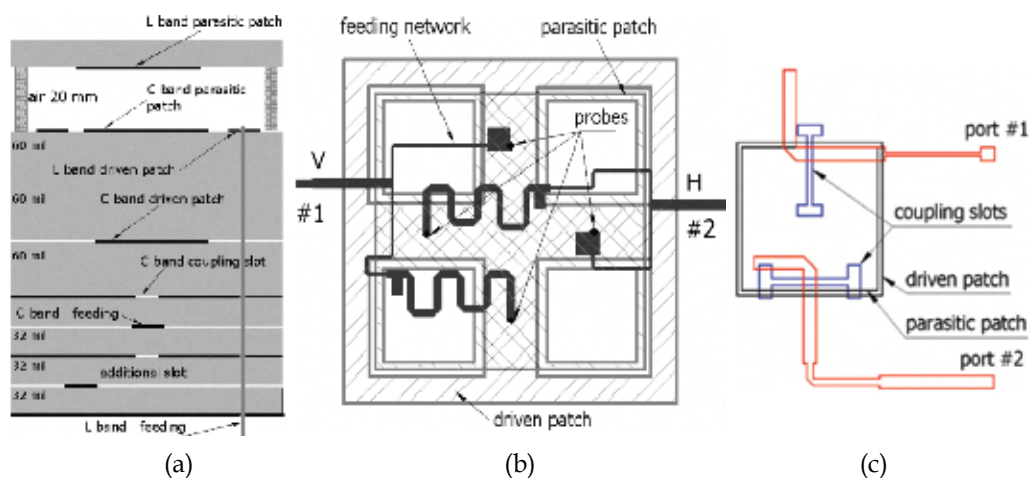 L band parasitic patch
air 20 mm
C band parasitic
patch
60 mil
L band driven patch
60 mil
C band driven patch
60 mil
C band coupling slot
C band feeding
32 mil
32 mil
additional slot
32 mil
L band feeding
(a)
feeding network
parasitic patch
probes
V
#1
H
#2
driven patch
(b)
port #1
coupling slots
driven patch
parasitic patch
port #2
(c)